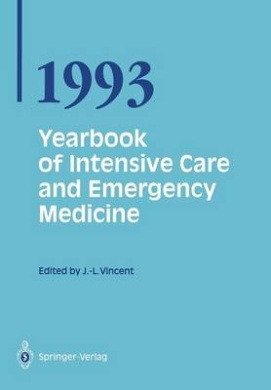 1993
Yearbook
of Intensive Care
and Emergency
Medicine
Edited by J.-L. Vincent
Springer-Verlag